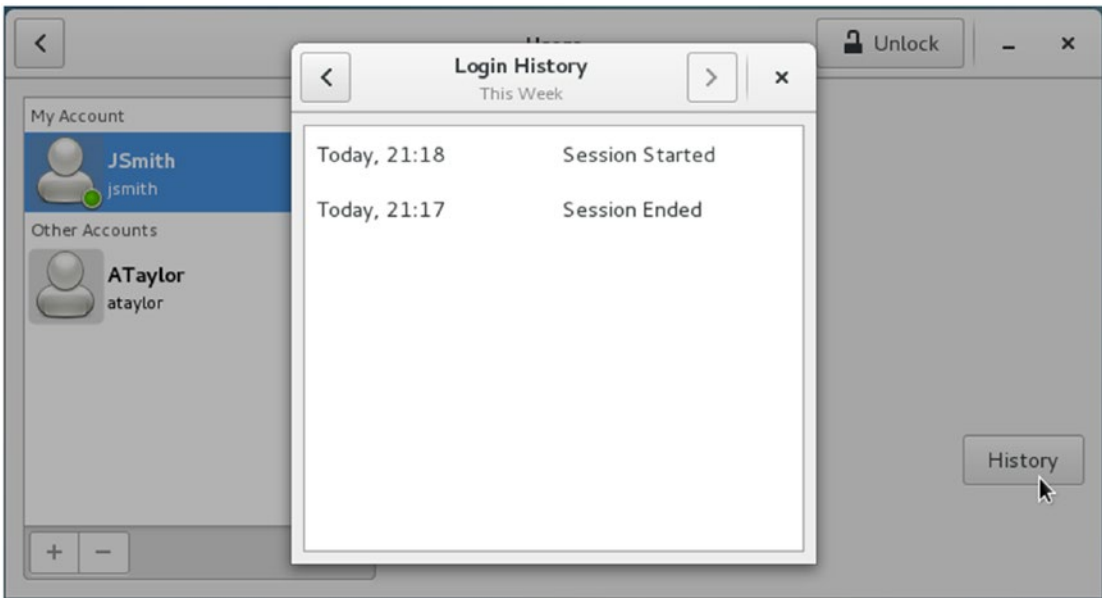 Unlock
Login History
This Week
My Account
JSmith
jsmith
Today, 21:18 Session Started
Today, 21:17 Session Ended
Other Accounts
ATaylor
ataylor
History